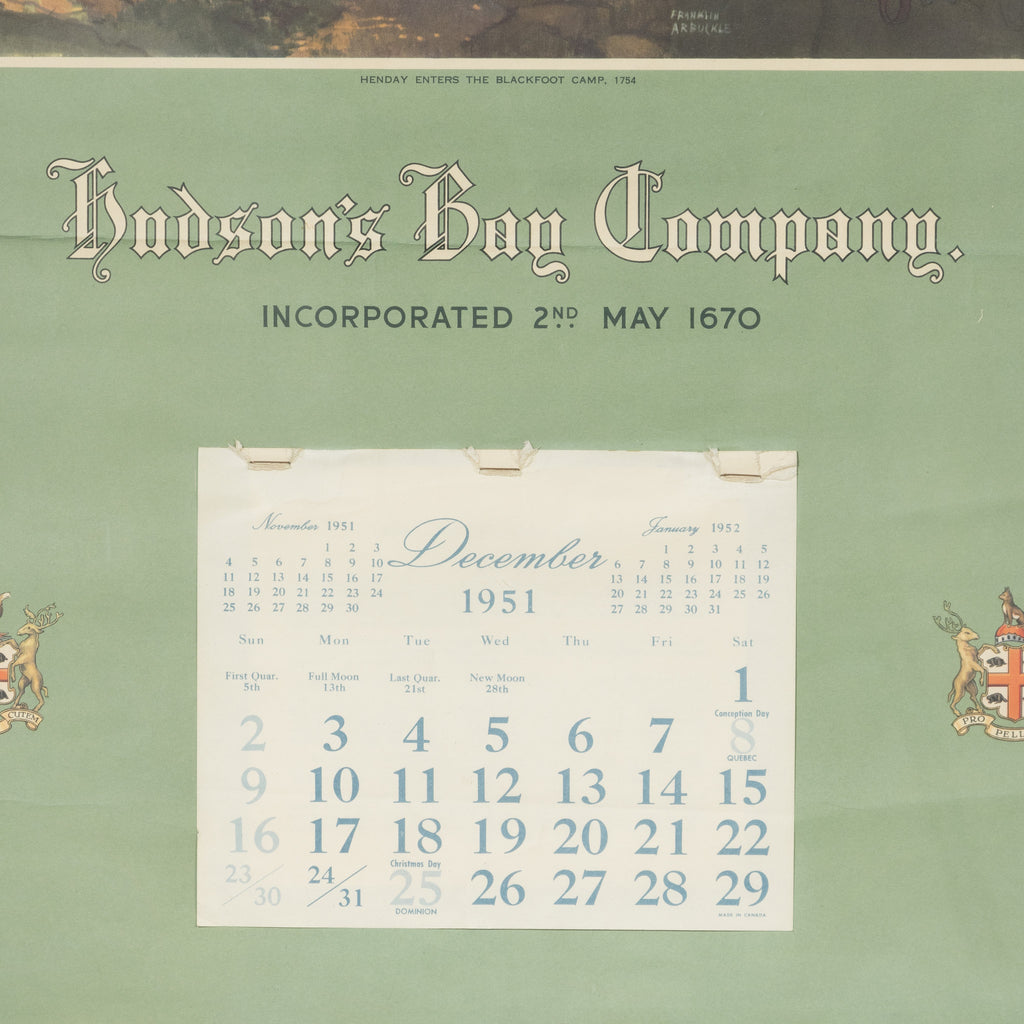 FRANKLIN
ARBUCKLE
HENDAY ENTERS THE BLACKFOOT CAMP, 1754
Hudson's Bay Company.
INCORPORATED 2ND MAY 1670
November 1951
1 2 3
4 5 6 7 8 9 10
11 12 13 14 15 16 17
18 19 20 21 22 23 24
25 26 27 28 29 30
December
1951
January 1952
1 2 3 4 5
6 7 8 9 10 11 12
13 14 15 16 17 18 19
20 21 22 23 24 25 26
27 28 29 30 31
Sun Mon Tue Wed Thu Fri Sat
First Quar. Full Moon Last Quar. New Moon
5th 13th 21st 28th
1
Conception Day
2 3 4 5 6 7 8
QUEBEC
9 10 11 12 13 14 15
16 17 18 19 20 21 22
Christmas Day
23/30 24/31 25 26 27 28 29
DOMINION
MADE IN CANADA
CUTEM
PRO PELL